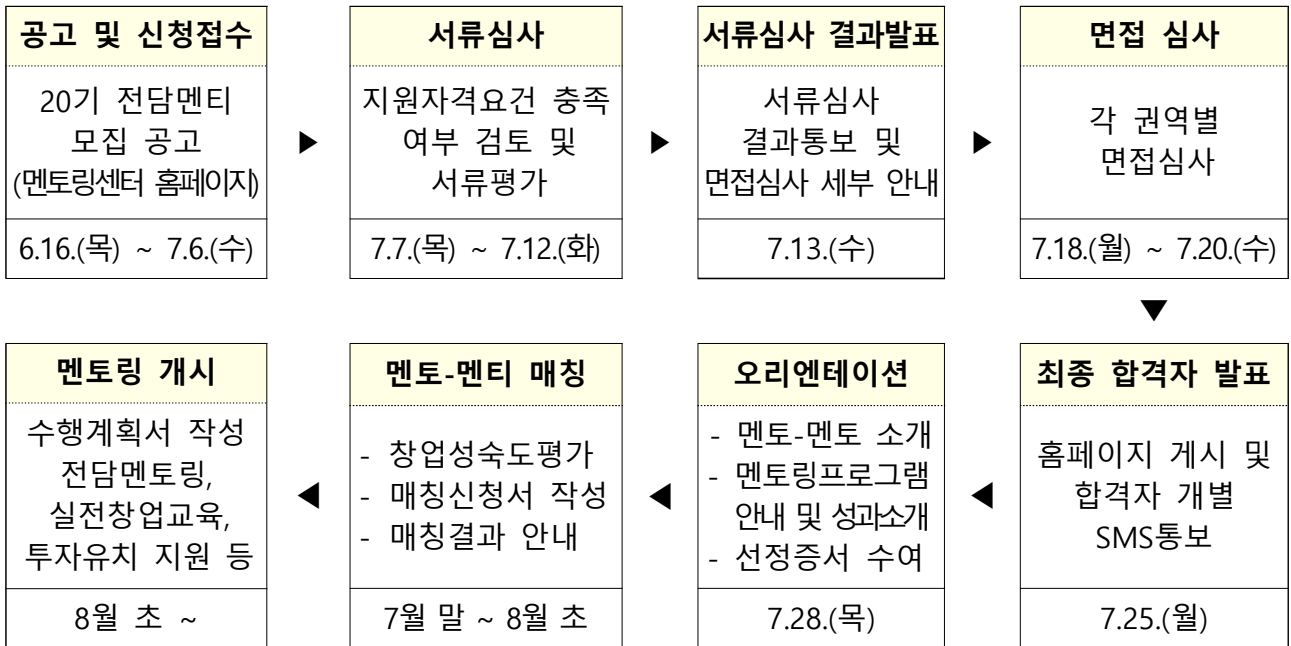 공고 및 신청접수
20기 전담멘티
모집 공고
(멘토링센터 홈페이지)
6.16.(목) ~ 7.6.(수)
▶
서류심사
지원자격요건 충족
여부 검토 및
서류평가
7.7.(목) ~ 7.12.(화)
▶
서류심사 결과발표
서류심사
결과통보 및
면접심사 세부 안내
7.13.(수)
▶
면접 심사
각 권역별
면접심사
7.18.(월) ~ 7.20.(수)
▼
최종 합격자 발표
홈페이지 게시 및
합격자 개별
SMS통보
7.25.(월)
◀
오리엔테이션
- 멘토-멘토 소개
- 멘토링프로그램
안내 및 성과소개
- 선정증서 수여
7.28.(목)
◀
멘토-멘티 매칭
- 창업성숙도평가
- 매칭신청서 작성
- 매칭결과 안내
7월 말 ~ 8월 초
◀
멘토링 개시
수행계획서 작성
전담멘토링,
실전창업교육,
투자유치 지원 등
8월 초 ~